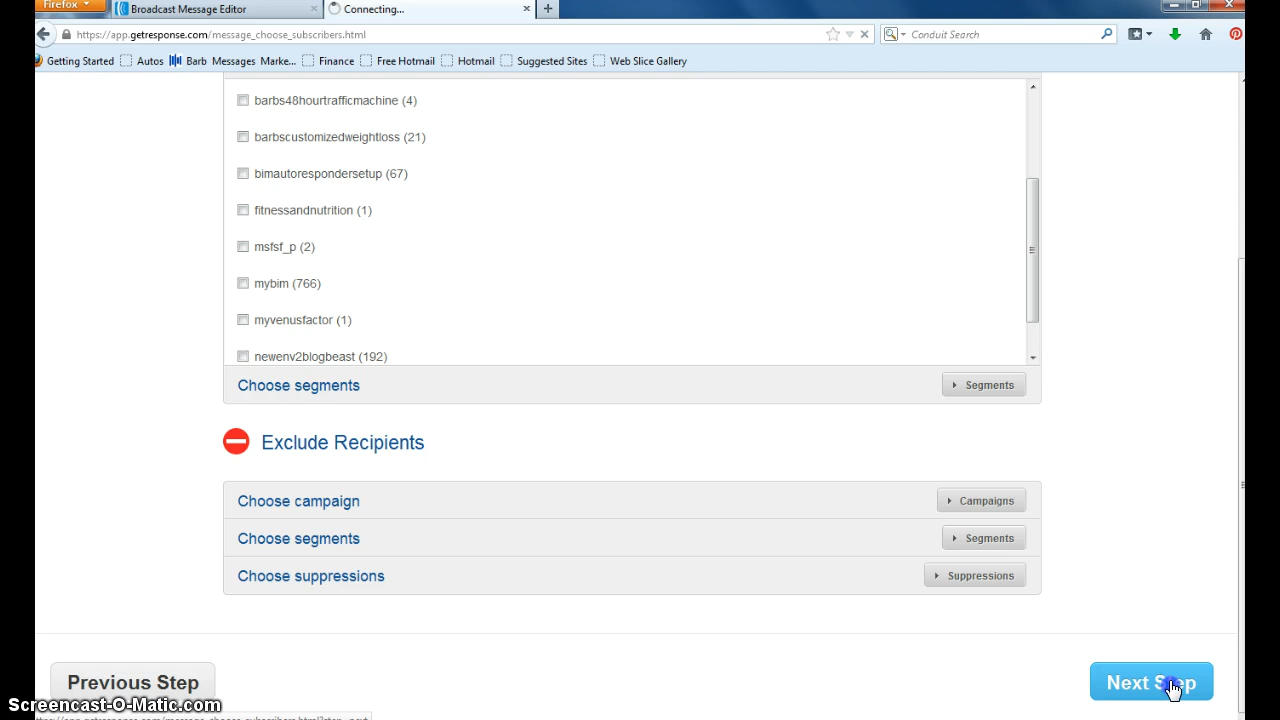 Firefox
Broadcast Message Editor
Connecting...
https://app.getresponse.com/message_choose_subscribers.html
Conduit Search
Getting Started
Autos
Barb Messages Marke...
Finance
Free Hotmail
Hotmail
Suggested Sites
Web Slice Gallery
barbs48hourtrafficmachine (4)
barbscustomizedweightloss (21)
bimautorespondersetup (67)
fitnessandnutrition (1)
msfsf_p (2)
mybim (766)
myvenusfactor (1)
newenv2blogbeast (192)
Choose segments
Segments
Exclude Recipients
Choose campaign
Campaigns
Choose segments
Segments
Choose suppressions
Suppressions
Previous Step
Next Step
Screencast-O-Matic.com